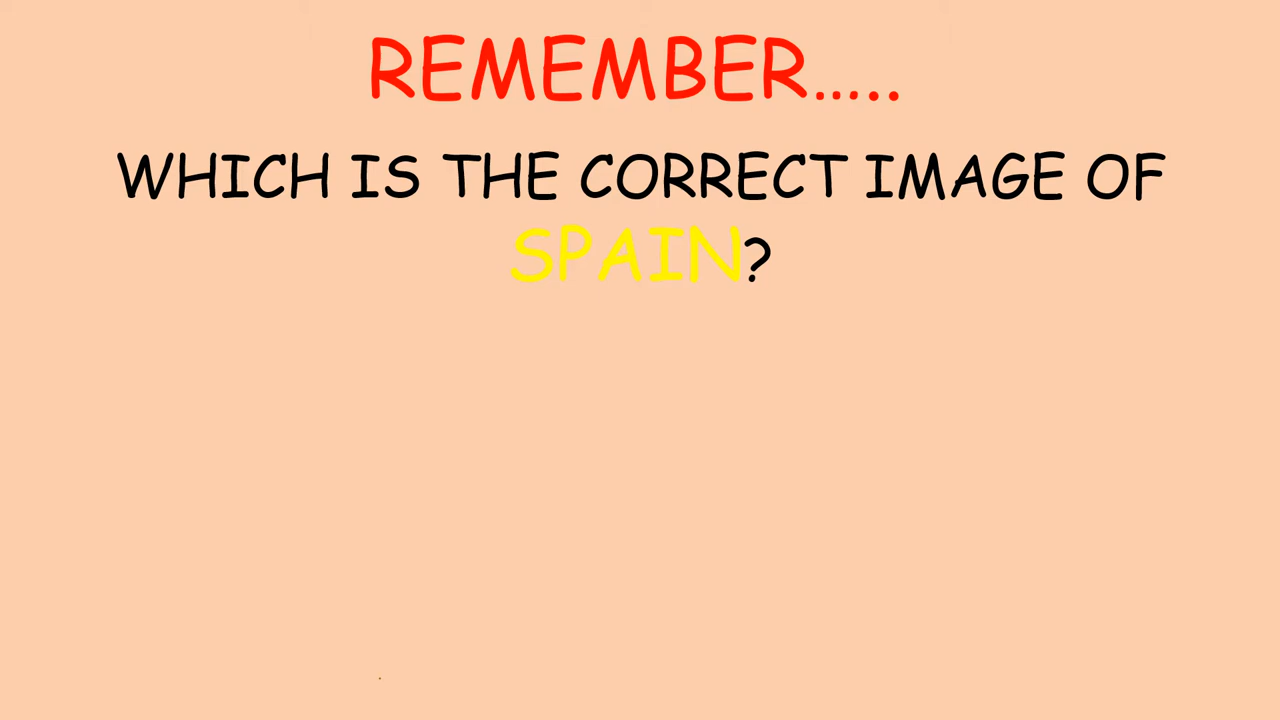 REMEMBER.....
WHICH IS THE CORRECT IMAGE OF
SPAIN?